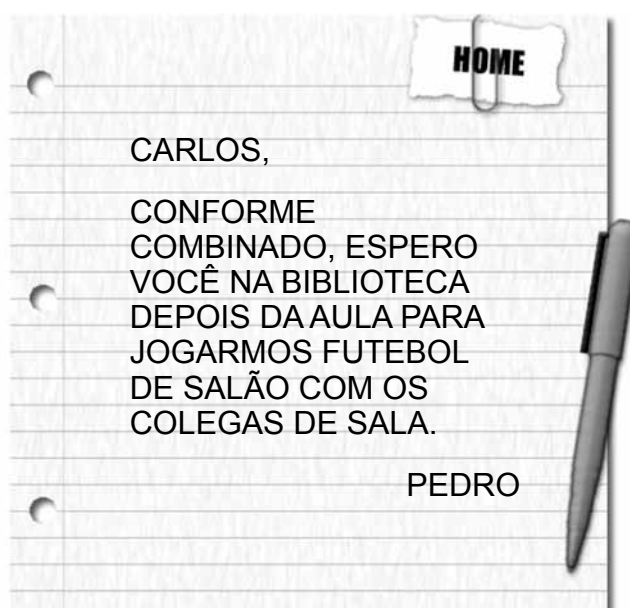 HOME
CARLOS,
CONFORME
COMBINADO, ESPERO
VOCÊ NA BIBLIOTECA
DEPOIS DA AULA PARA
JOGARMOS FUTEBOL
DE SALÃO COM OS
COLEGAS DE SALA.
PEDRO